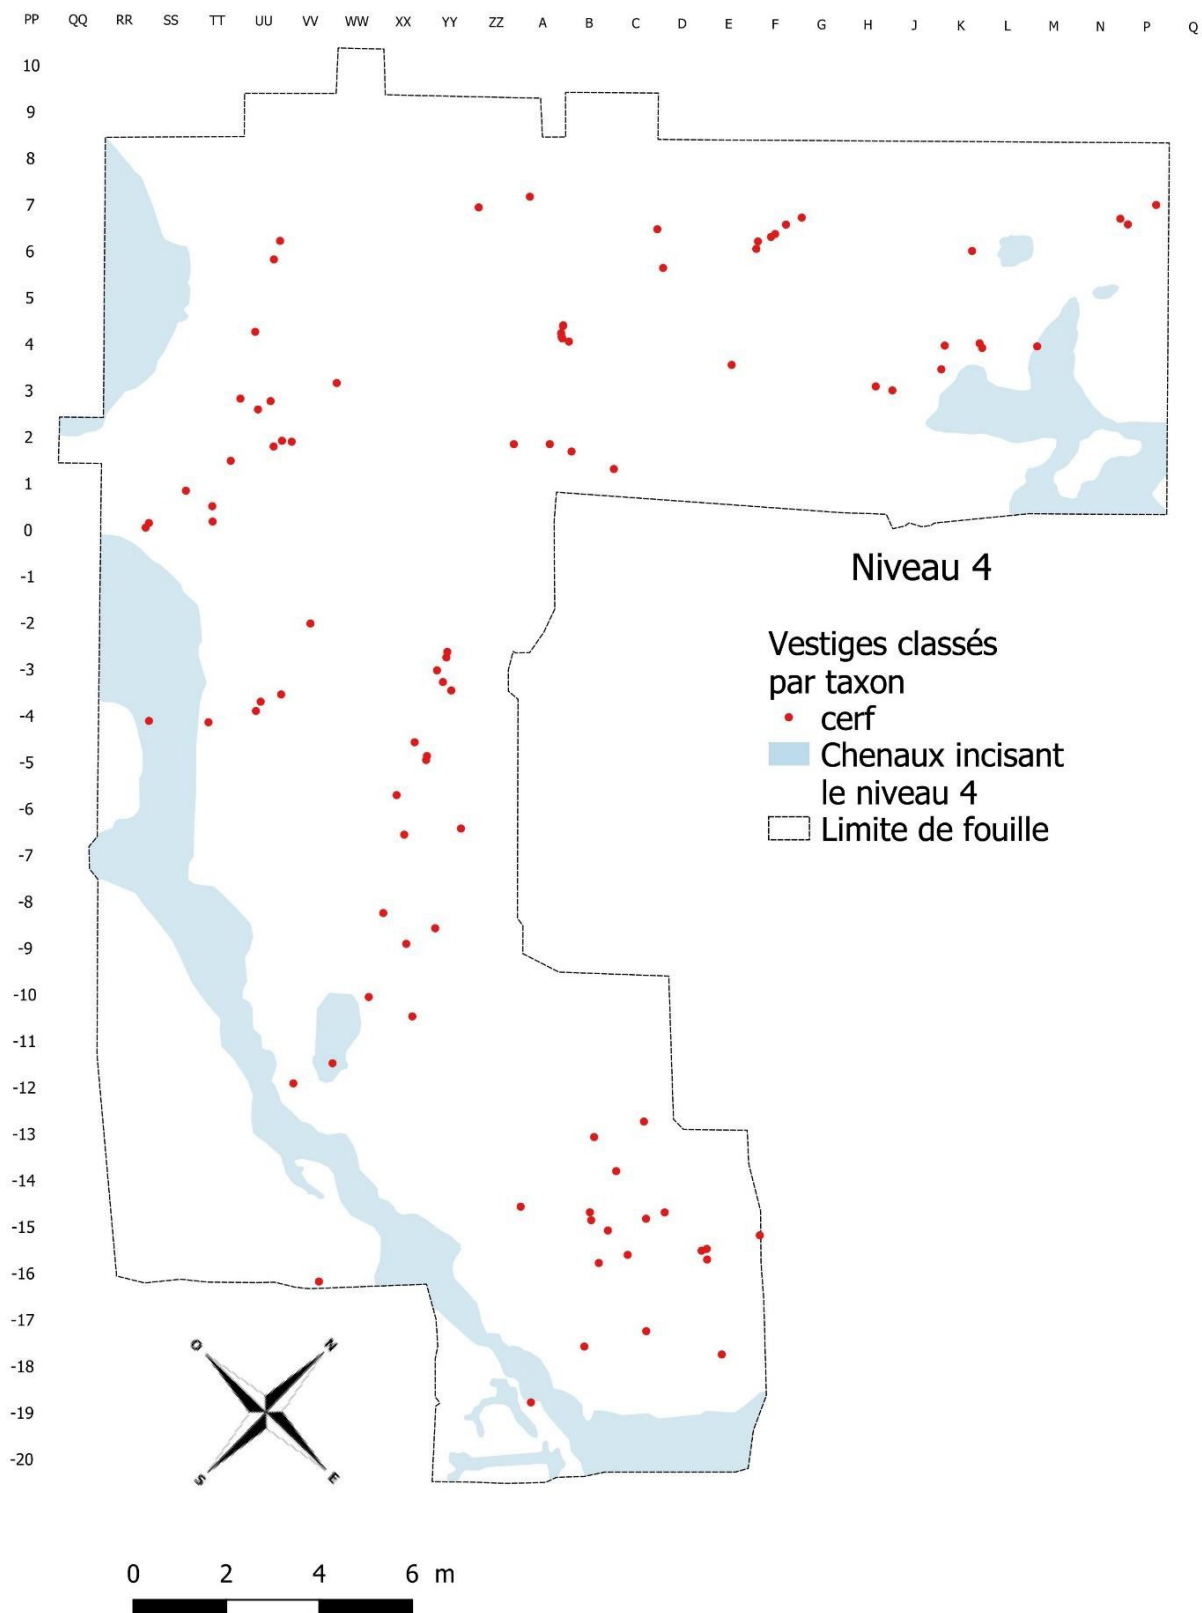 PP QQ RR SS TT UU VV WW XX YY ZZ A B C D E F G H J K L M N P Q
10
9
8
7
6
5
4
3
2
1
0
-1
-2
-3
-4
-5
-6
-7
-8
-9
-10
-11
-12
-13
-14
-15
-16
-17
-18
-19
-20
Niveau 4
Vestiges classés
par taxon
cerf
Chenaux incisant
le niveau 4
Limite de fouille
O N
S E
0 2 4 6 m